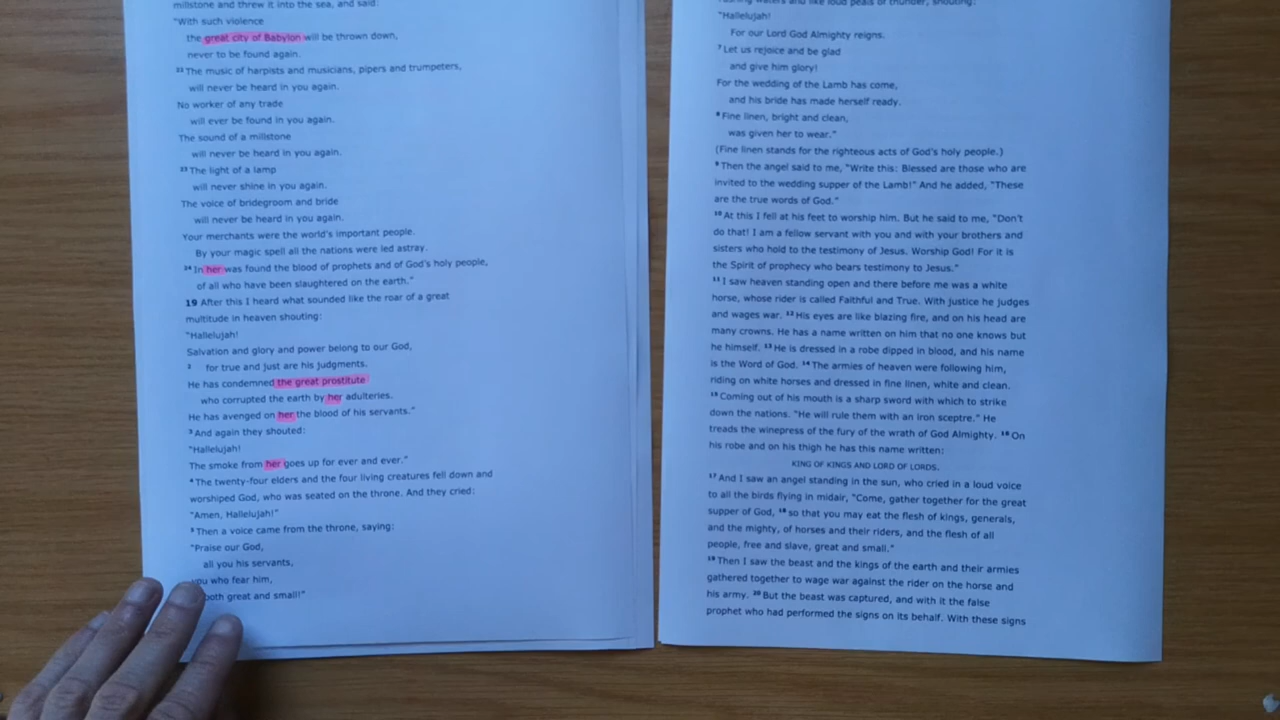 millstone and threw it into the sea, and said:
"With such violence
the great city of Babylon will be thrown down,
never to be found again.
22 The music of harpists and musicians, pipers and trumpeters,
will never be heard in you again.
No worker of any trade
will ever be found in you again.
The sound of a millstone
will never be heard in you again.
23 The light of a lamp
will never shine in you again.
The voice of bridegroom and bride
will never be heard in you again.
Your merchants were the world's important people.
By your magic spell all the nations were led astray.
24 In her was found the blood of prophets and of God's holy people,
of all who have been slaughtered on the earth."
19 After this I heard what sounded like the roar of a great
multitude in heaven shouting:
"Hallelujah!
Salvation and glory and power belong to our God,
2 for true and just are his judgments.
He has condemned the great prostitute
who corrupted the earth by her adulteries.
He has avenged on her the blood of his servants."
3 And again they shouted:
"Hallelujah!
The smoke from her goes up for ever and ever."
4 The twenty-four elders and the four living creatures fell down and
worshiped God, who was seated on the throne. And they cried:
"Amen, Hallelujah!"
5 Then a voice came from the throne, saying:
"Praise our God,
all you his servants,
you who fear him,
both great and small!"
waters and like loud peals of thunder, shouting:
"Hallelujah!
For our Lord God Almighty reigns.
7 Let us rejoice and be glad
and give him glory!
For the wedding of the Lamb has come,
and his bride has made herself ready.
8 Fine linen, bright and clean,
was given her to wear."
(Fine linen stands for the righteous acts of God's holy people.)
9 Then the angel said to me, "Write this: Blessed are those who are
invited to the wedding supper of the Lamb!" And he added, "These
are the true words of God."
10 At this I fell at his feet to worship him. But he said to me, "Don't
do that! I am a fellow servant with you and with your brothers and
sisters who hold to the testimony of Jesus. Worship God! For it is
the Spirit of prophecy who bears testimony to Jesus."
11 I saw heaven standing open and there before me was a white
horse, whose rider is called Faithful and True. With justice he judges
and wages war. 12 His eyes are like blazing fire, and on his head are
many crowns. He has a name written on him that no one knows but
he himself. 13 He is dressed in a robe dipped in blood, and his name
is the Word of God. 14 The armies of heaven were following him,
riding on white horses and dressed in fine linen, white and clean.
15 Coming out of his mouth is a sharp sword with which to strike
down the nations. "He will rule them with an iron sceptre." He
treads the winepress of the fury of the wrath of God Almighty. 16 On
his robe and on his thigh he has this name written:
KING OF KINGS AND LORD OF LORDS.
17 And I saw an angel standing in the sun, who cried in a loud voice
to all the birds flying in midair, "Come, gather together for the great
supper of God, 18 so that you may eat the flesh of kings, generals,
and the mighty, of horses and their riders, and the flesh of all
people, free and slave, great and small."
19 Then I saw the beast and the kings of the earth and their armies
gathered together to wage war against the rider on the horse and
his army. 20 But the beast was captured, and with it the false
prophet who had performed the signs on its behalf. With these signs